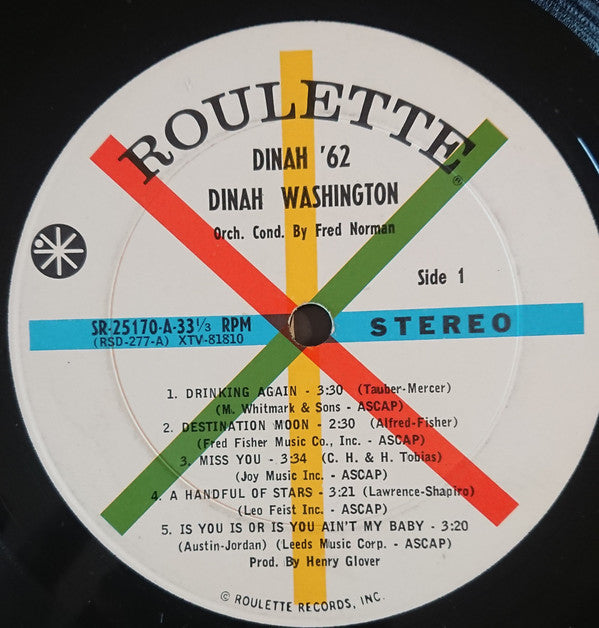 ROULETTE®
DINAH '62
DINAH WASHINGTON
Orch. Cond. By Fred Norman
Side 1
SR-25170-A-33⅓ RPM
(RSD-277-A) XTV-81810
STEREO
1. DRINKING AGAIN - 3:30 (Tauber-Mercer)
(M. Whitmark & Sons - ASCAP)
2. DESTINATION MOON - 2:30 (Alfred-Fisher)
(Fred Fisher Music Co., Inc. - ASCAP)
3. MISS YOU - 3:34 (C. H. & H. Tobias)
(Joy Music Inc. - ASCAP)
4. A HANDFUL OF STARS - 3:21 (Lawrence-Shapiro)
(Leo Feist Inc. - ASCAP)
5. IS YOU IS OR IS YOU AIN'T MY BABY - 3:20
(Austin-Jordan) (Leeds Music Corp. - ASCAP)
Prod. By Henry Glover
© ROULETTE RECORDS, INC.